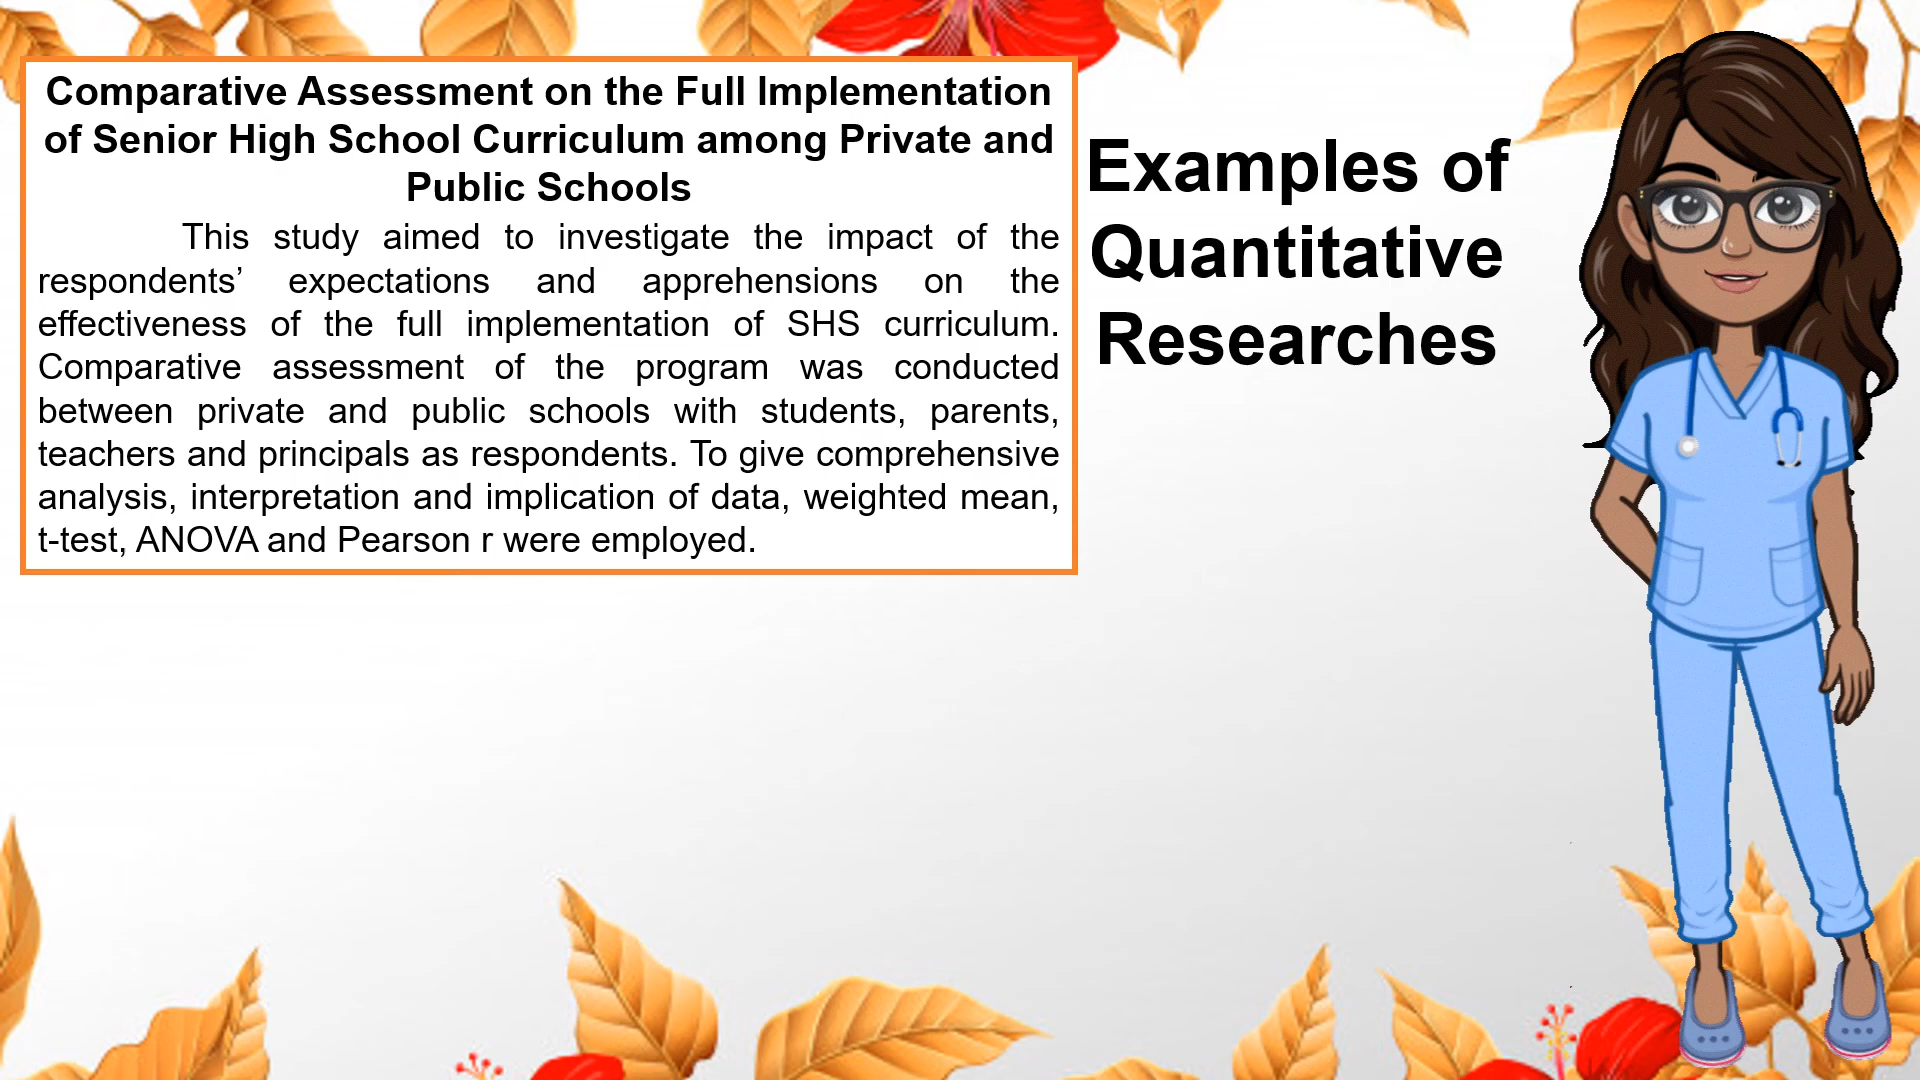 Comparative Assessment on the Full Implementation
of Senior High School Curriculum among Private and
Public Schools
This study aimed to investigate the impact of the
respondents’ expectations and apprehensions on the
effectiveness of the full implementation of SHS curriculum.
Comparative assessment of the program was conducted
between private and public schools with students, parents,
teachers and principals as respondents. To give comprehensive
analysis, interpretation and implication of data, weighted mean,
t-test, ANOVA and Pearson r were employed.
Examples of
Quantitative
Researches